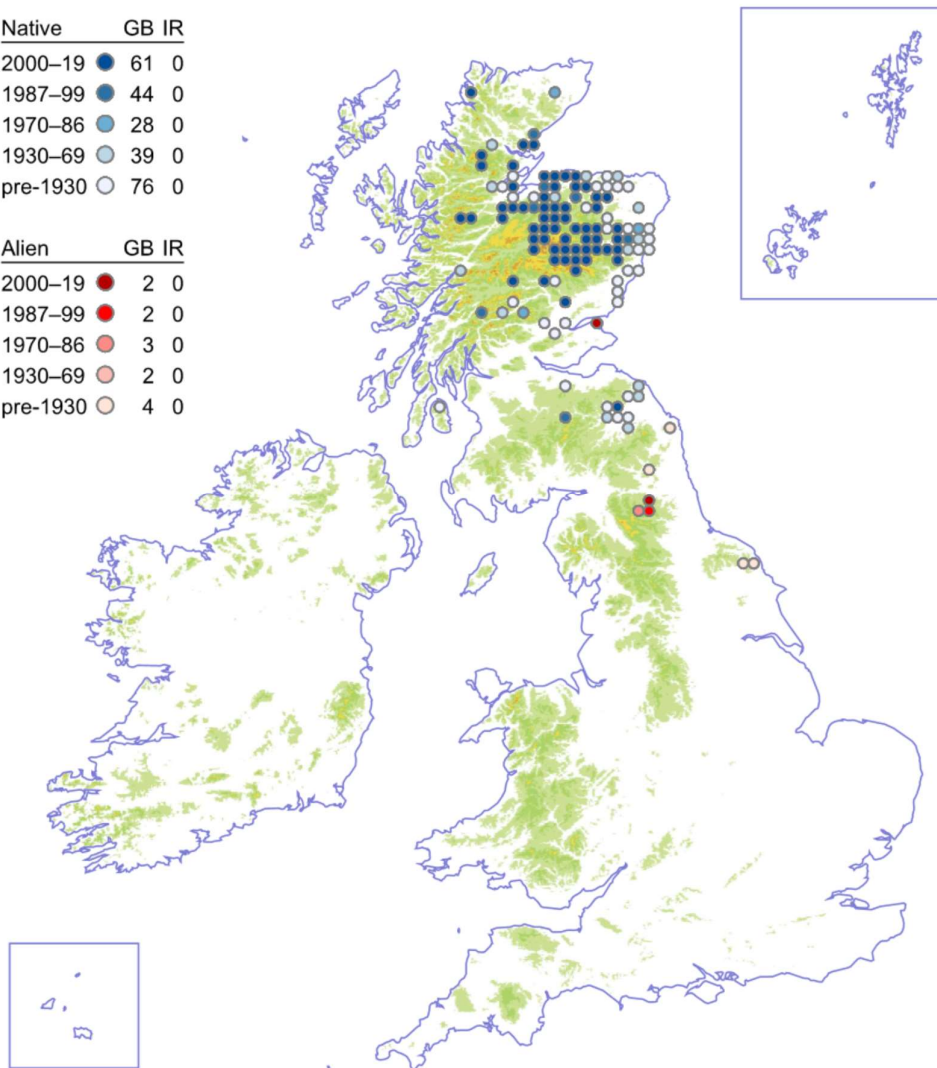 Native GB IR
2000–19 61 0
1987–99 44 0
1970–86 28 0
1930–69 39 0
pre-1930 76 0
Alien GB IR
2000–19 2 0
1987–99 2 0
1970–86 3 0
1930–69 2 0
pre-1930 4 0